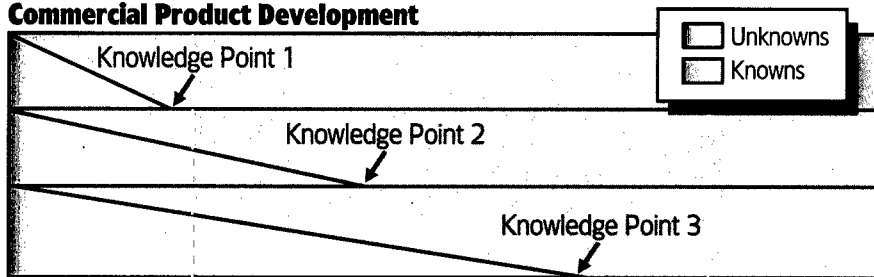 Commercial Product Development
Unknowns
Knowns
Knowledge Point 1
Knowledge Point 2
Knowledge Point 3